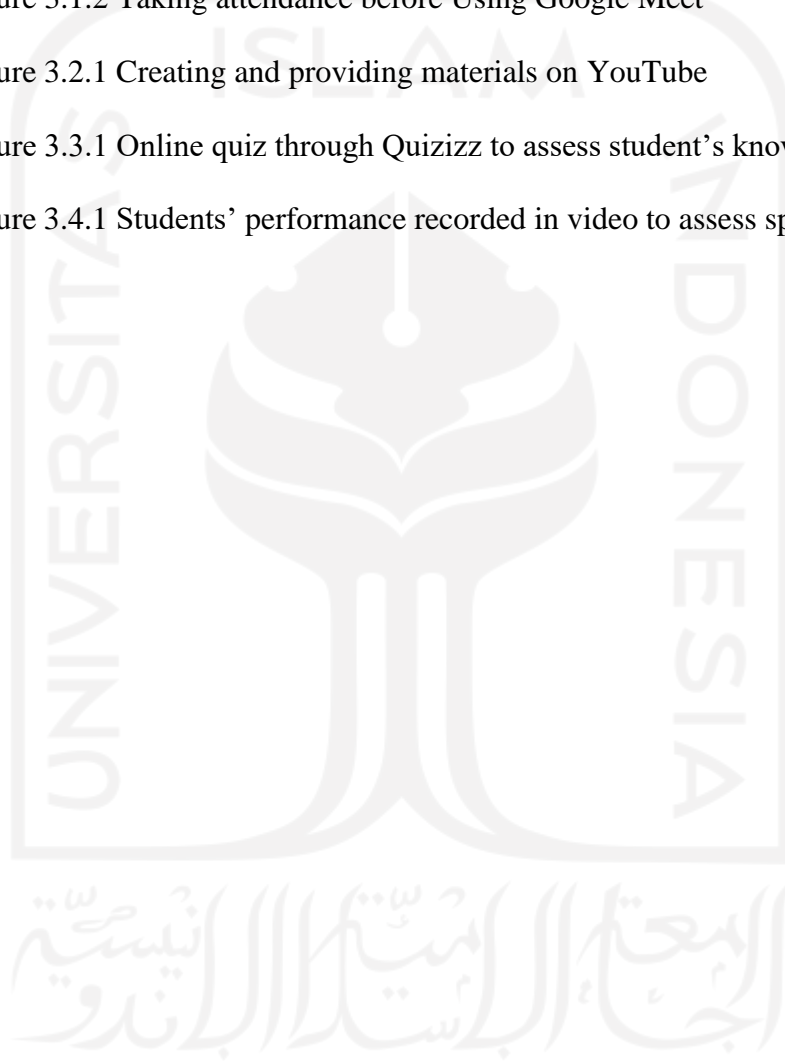 ure 3.1.2 Taking attendance before Using Google Meet
ure 3.2.1 Creating and providing materials on YouTube
ure 3.3.1 Online quiz through Quizizz to assess student’s know
ure 3.4.1 Students’ performance recorded in video to assess sp
ISLAM
UNIVERSITAS
INDONESIA